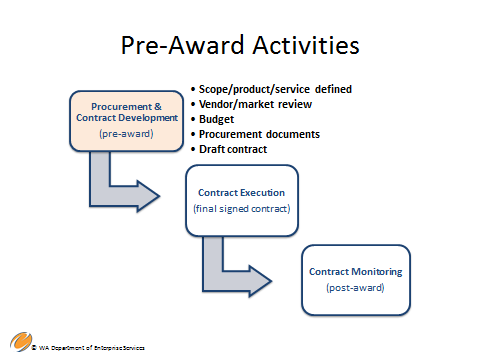 Pre-Award Activities
• Scope/product/service defined
• Vendor/market review
• Budget
• Procurement documents
• Draft contract
Procurement &
Contract Development
(pre-award)
Contract Execution
(final signed contract)
Contract Monitoring
(post-award)
© WA Department of Enterprise Services